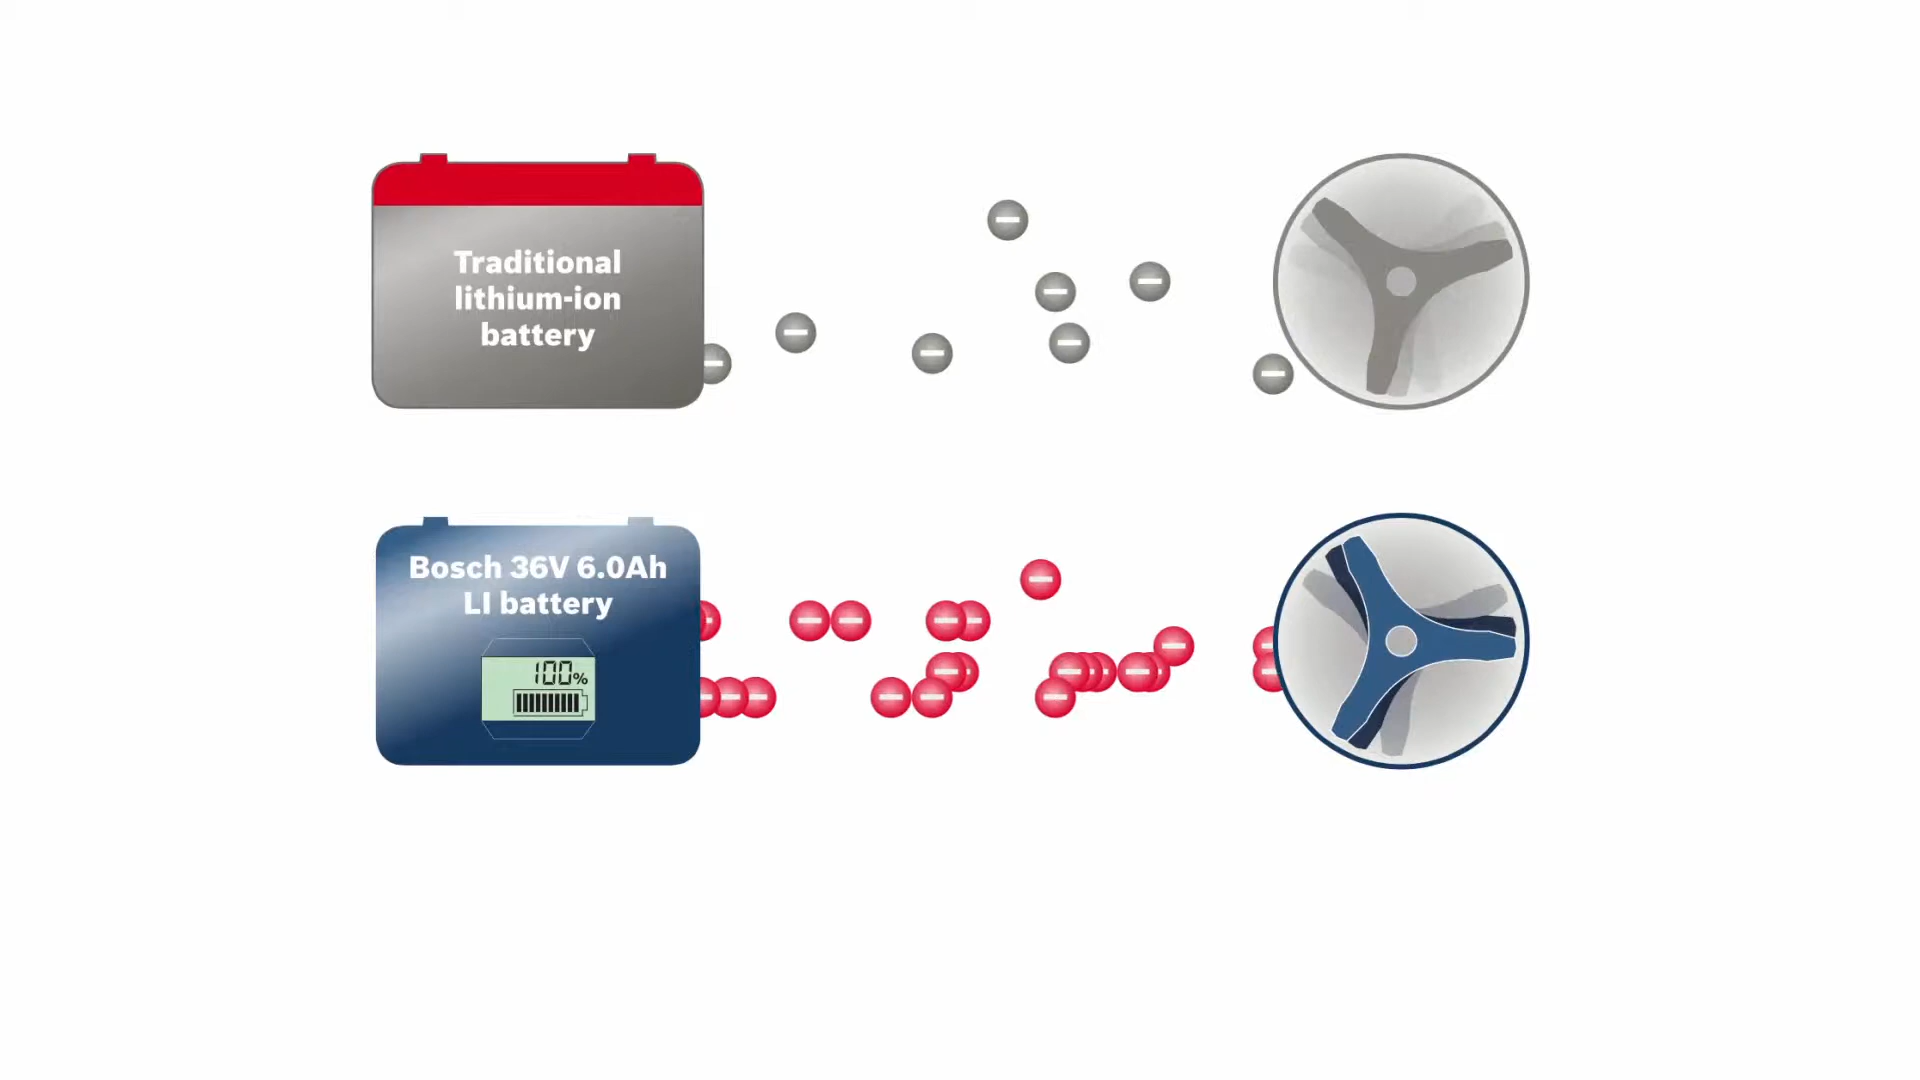 Traditional
lithium-ion
battery
Bosch 36V 6.0Ah
LI battery
100%